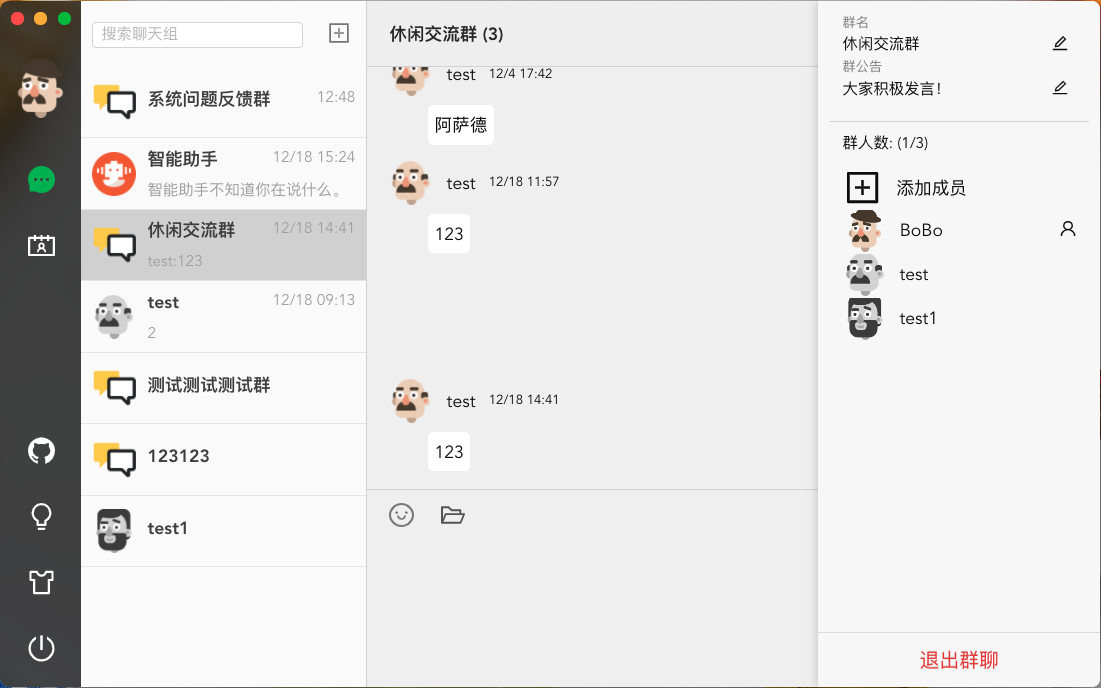 搜索聊天组
系统问题反馈群 12:48
智能助手 12/18 15:24
智能助手不知道你在说什么。
休闲交流群 12/18 14:41
test:123
test 12/18 09:13
2
测试测试测试群
123123
test1
休闲交流群 (3)
test 12/4 17:42
阿萨德
test 12/18 11:57
123
test 12/18 14:41
123
群名
休闲交流群
群公告
大家积极发言！
群人数: (1/3)
添加成员
BoBo
test
test1
退出群聊